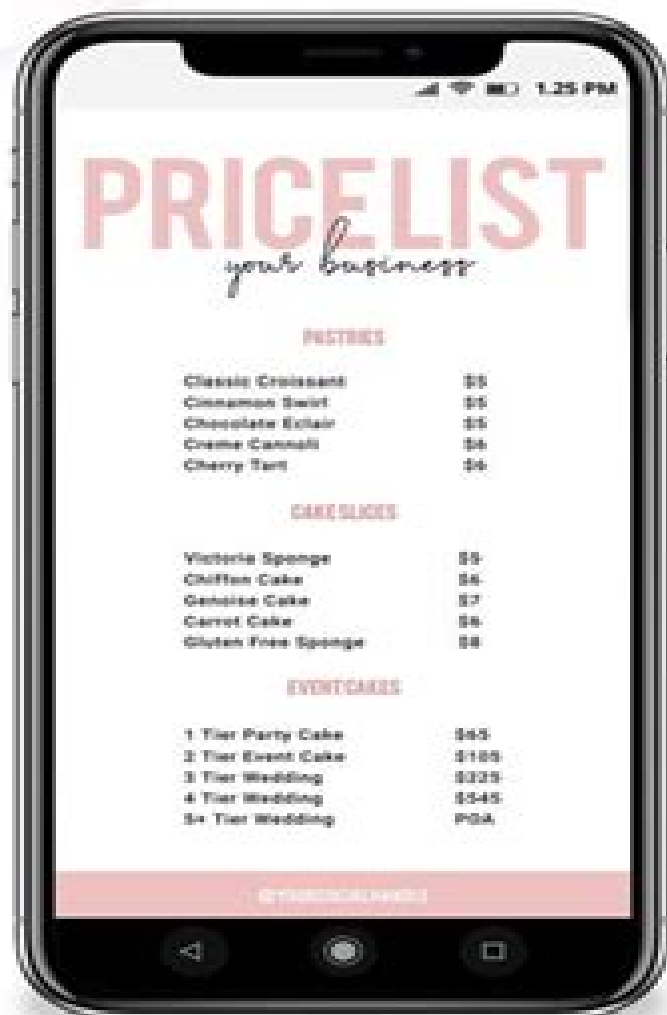 1.25 PM
PRICELIST
your business
PASTRIES
Classic Croissant $5
Cinnamon Swirl $5
Chocolate Eclair $5
Creme Cannoli $6
Cherry Tart $6
CAKE SLICES
Victoria Sponge $5
Chiffon Cake $6
Genoise Cake $7
Carrot Cake $6
Gluten Free Sponge $8
EVENT CAKES
1 Tier Party Cake $65
2 Tier Event Cake $105
3 Tier Wedding $225
4 Tier Wedding $545
5+ Tier Wedding POA
@YOURSOCIALHANDLE